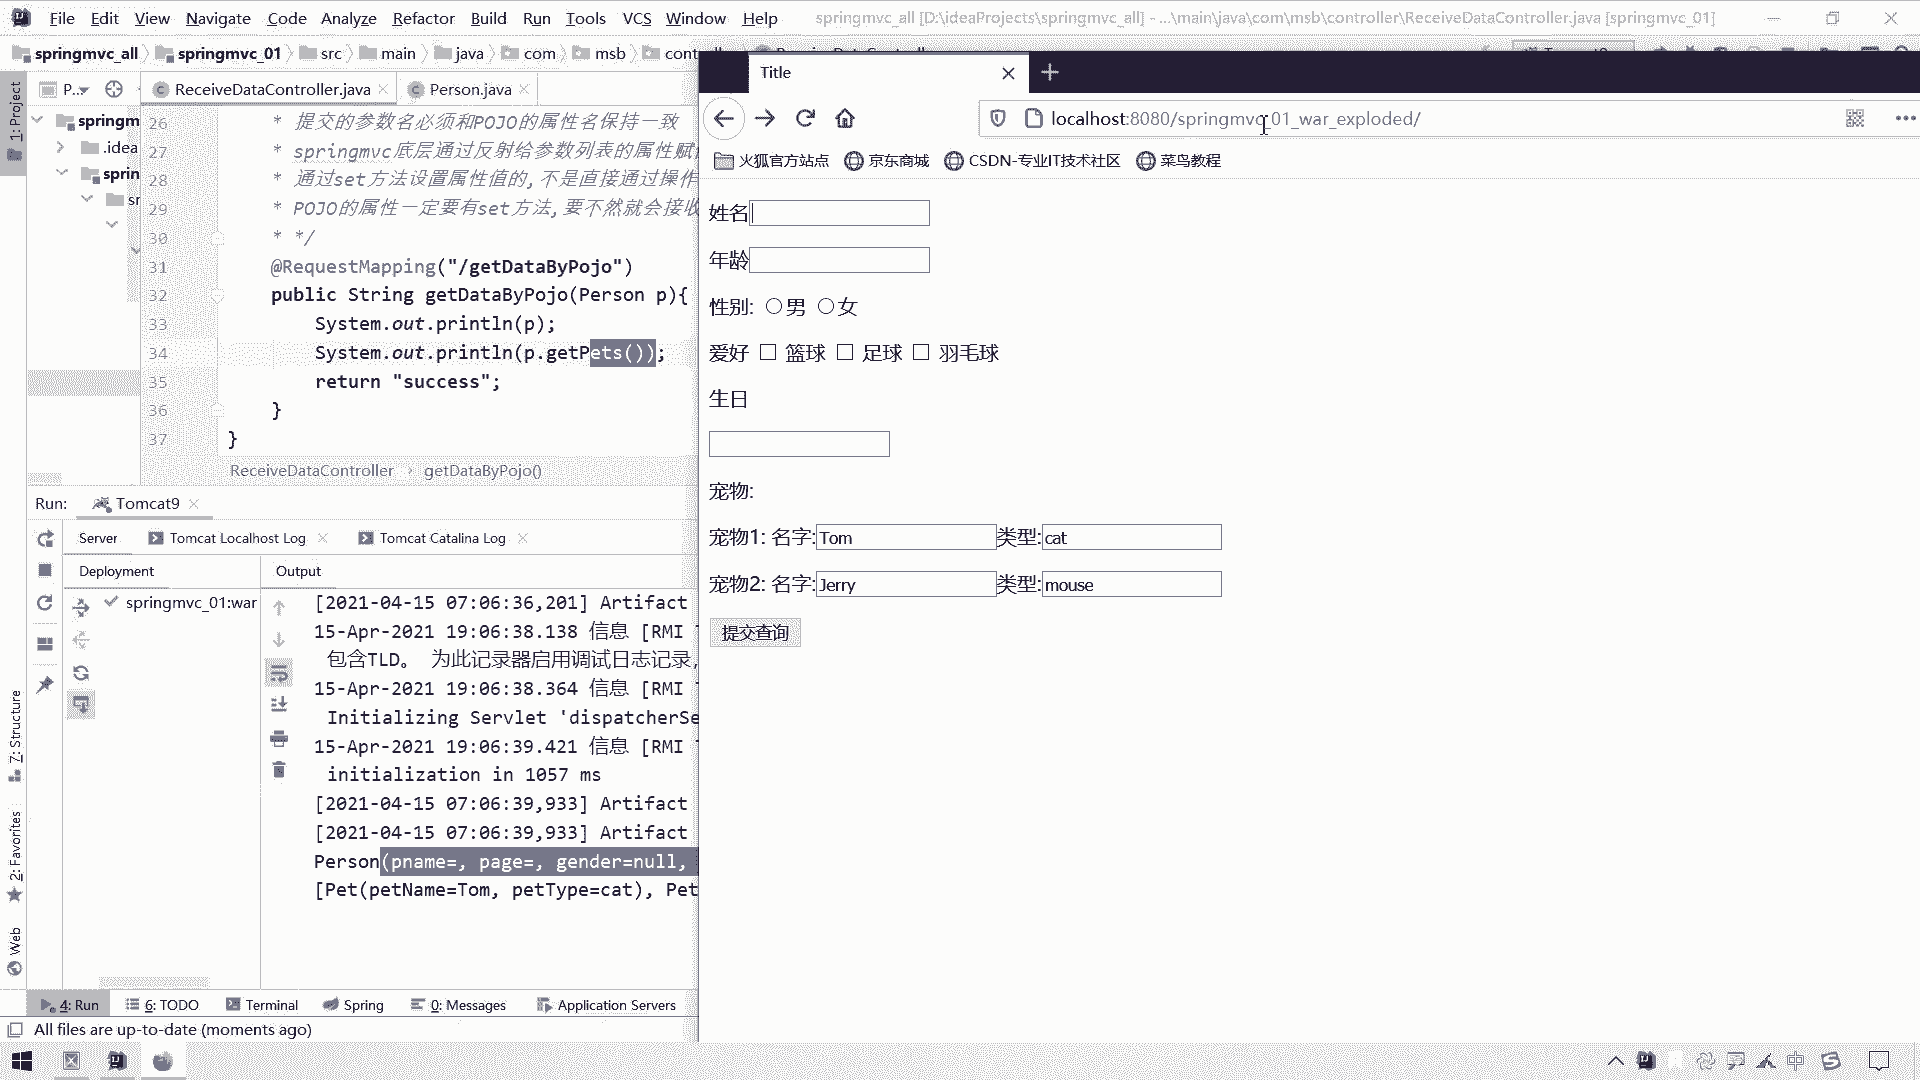 File Edit View Navigate Code Analyze Refactor Build Run Tools VCS Window Help springmvc_all [D:\ideaProjects\springmvc_all] - ...\main\java\com\msb\controller\ReceiveDataController.java [springmvc_01]
springmvc_all springmvc_01 src main java com msb
P... ReceiveDataController.java Person.java
1: Project
springm
.idea
sprin
26 * 提交的参数名必须和POJO的属性名保持一致
27 * springmvc底层通过反射给参数列表的属性赋
28 * 通过set方法设置属性值的,不是直接通过操作
29 * POJO的属性一定要有set方法,要不然就会接收
30 * */
31 @RequestMapping("/getDataByPojo")
32 public String getDataByPojo(Person p){
33 System.out.println(p);
34 System.out.println(p.getPets());
35 return "success";
36 }
37 }
ReceiveDataController getDataByPojo()
Run: Tomcat9
Server Tomcat Localhost Log Tomcat Catalina Log
Deployment Output
springmvc_01:war
[2021-04-15 07:06:36,201] Artifact
15-Apr-2021 19:06:38.138 信息 [RMI
包含TLD。 为此记录器启用调试日志记录,
15-Apr-2021 19:06:38.364 信息 [RMI
Initializing Servlet 'dispatcherSe
15-Apr-2021 19:06:39.421 信息 [RMI
initialization in 1057 ms
[2021-04-15 07:06:39,933] Artifact
[2021-04-15 07:06:39,933] Artifact
Person(pname=, page=, gender=null,
[Pet(petName=Tom, petType=cat), Pet
7: Structure
2: Favorites
Web
4: Run 6: TODO Terminal Spring 0: Messages Application Servers
All files are up-to-date (moments ago)
Title
localhost:8080/springmvc_01_war_exploded/
火狐官方站点 京东商城 CSDN-专业IT技术社区 菜鸟教程
姓名
年龄
性别: 男 女
爱好 篮球 足球 羽毛球
生日
宠物:
宠物1: 名字:Tom 类型:cat
宠物2: 名字:Jerry 类型:mouse
提交查询
中